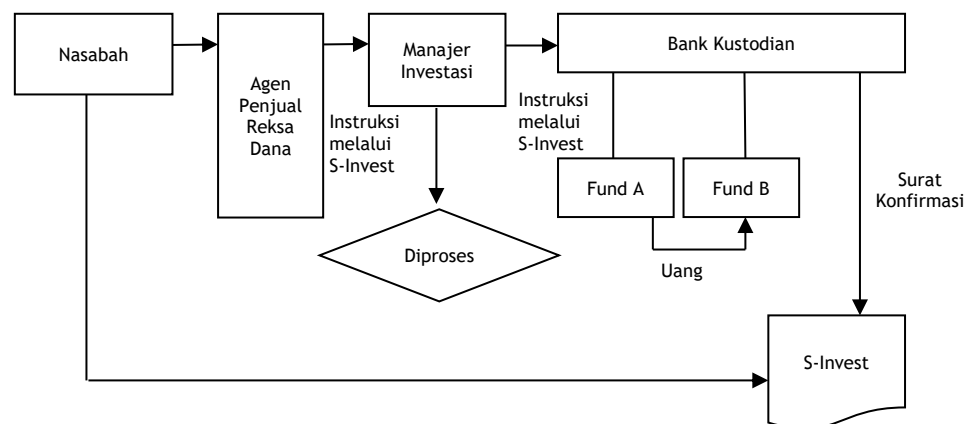 Nasabah
Agen
Penjual
Reksa
Dana
Instruksi
melalui
S-Invest
Manajer
Investasi
Instruksi
melalui
S-Invest
Bank Kustodian
Fund A
Fund B
Uang
Surat
Konfirmasi
Diproses
S-Invest